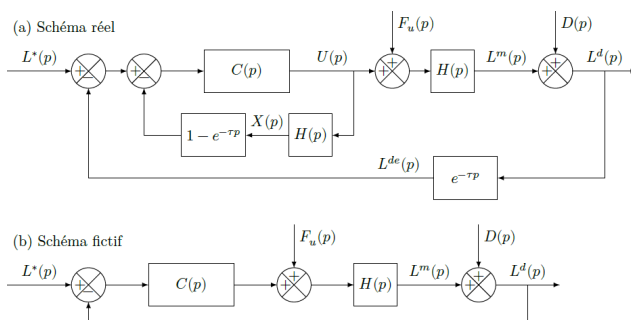 (a) Schéma réel
F_u(p)
D(p)
L*(p)
+
−
+
−
C(p)
U(p)
+
+
H(p)
L^m(p)
+
+
L^d(p)
1 − e^{−τp}
X(p)
H(p)
L^{de}(p)
e^{−τp}
(b) Schéma fictif
F_u(p)
D(p)
L*(p)
+
−
C(p)
+
+
H(p)
L^m(p)
+
+
L^d(p)